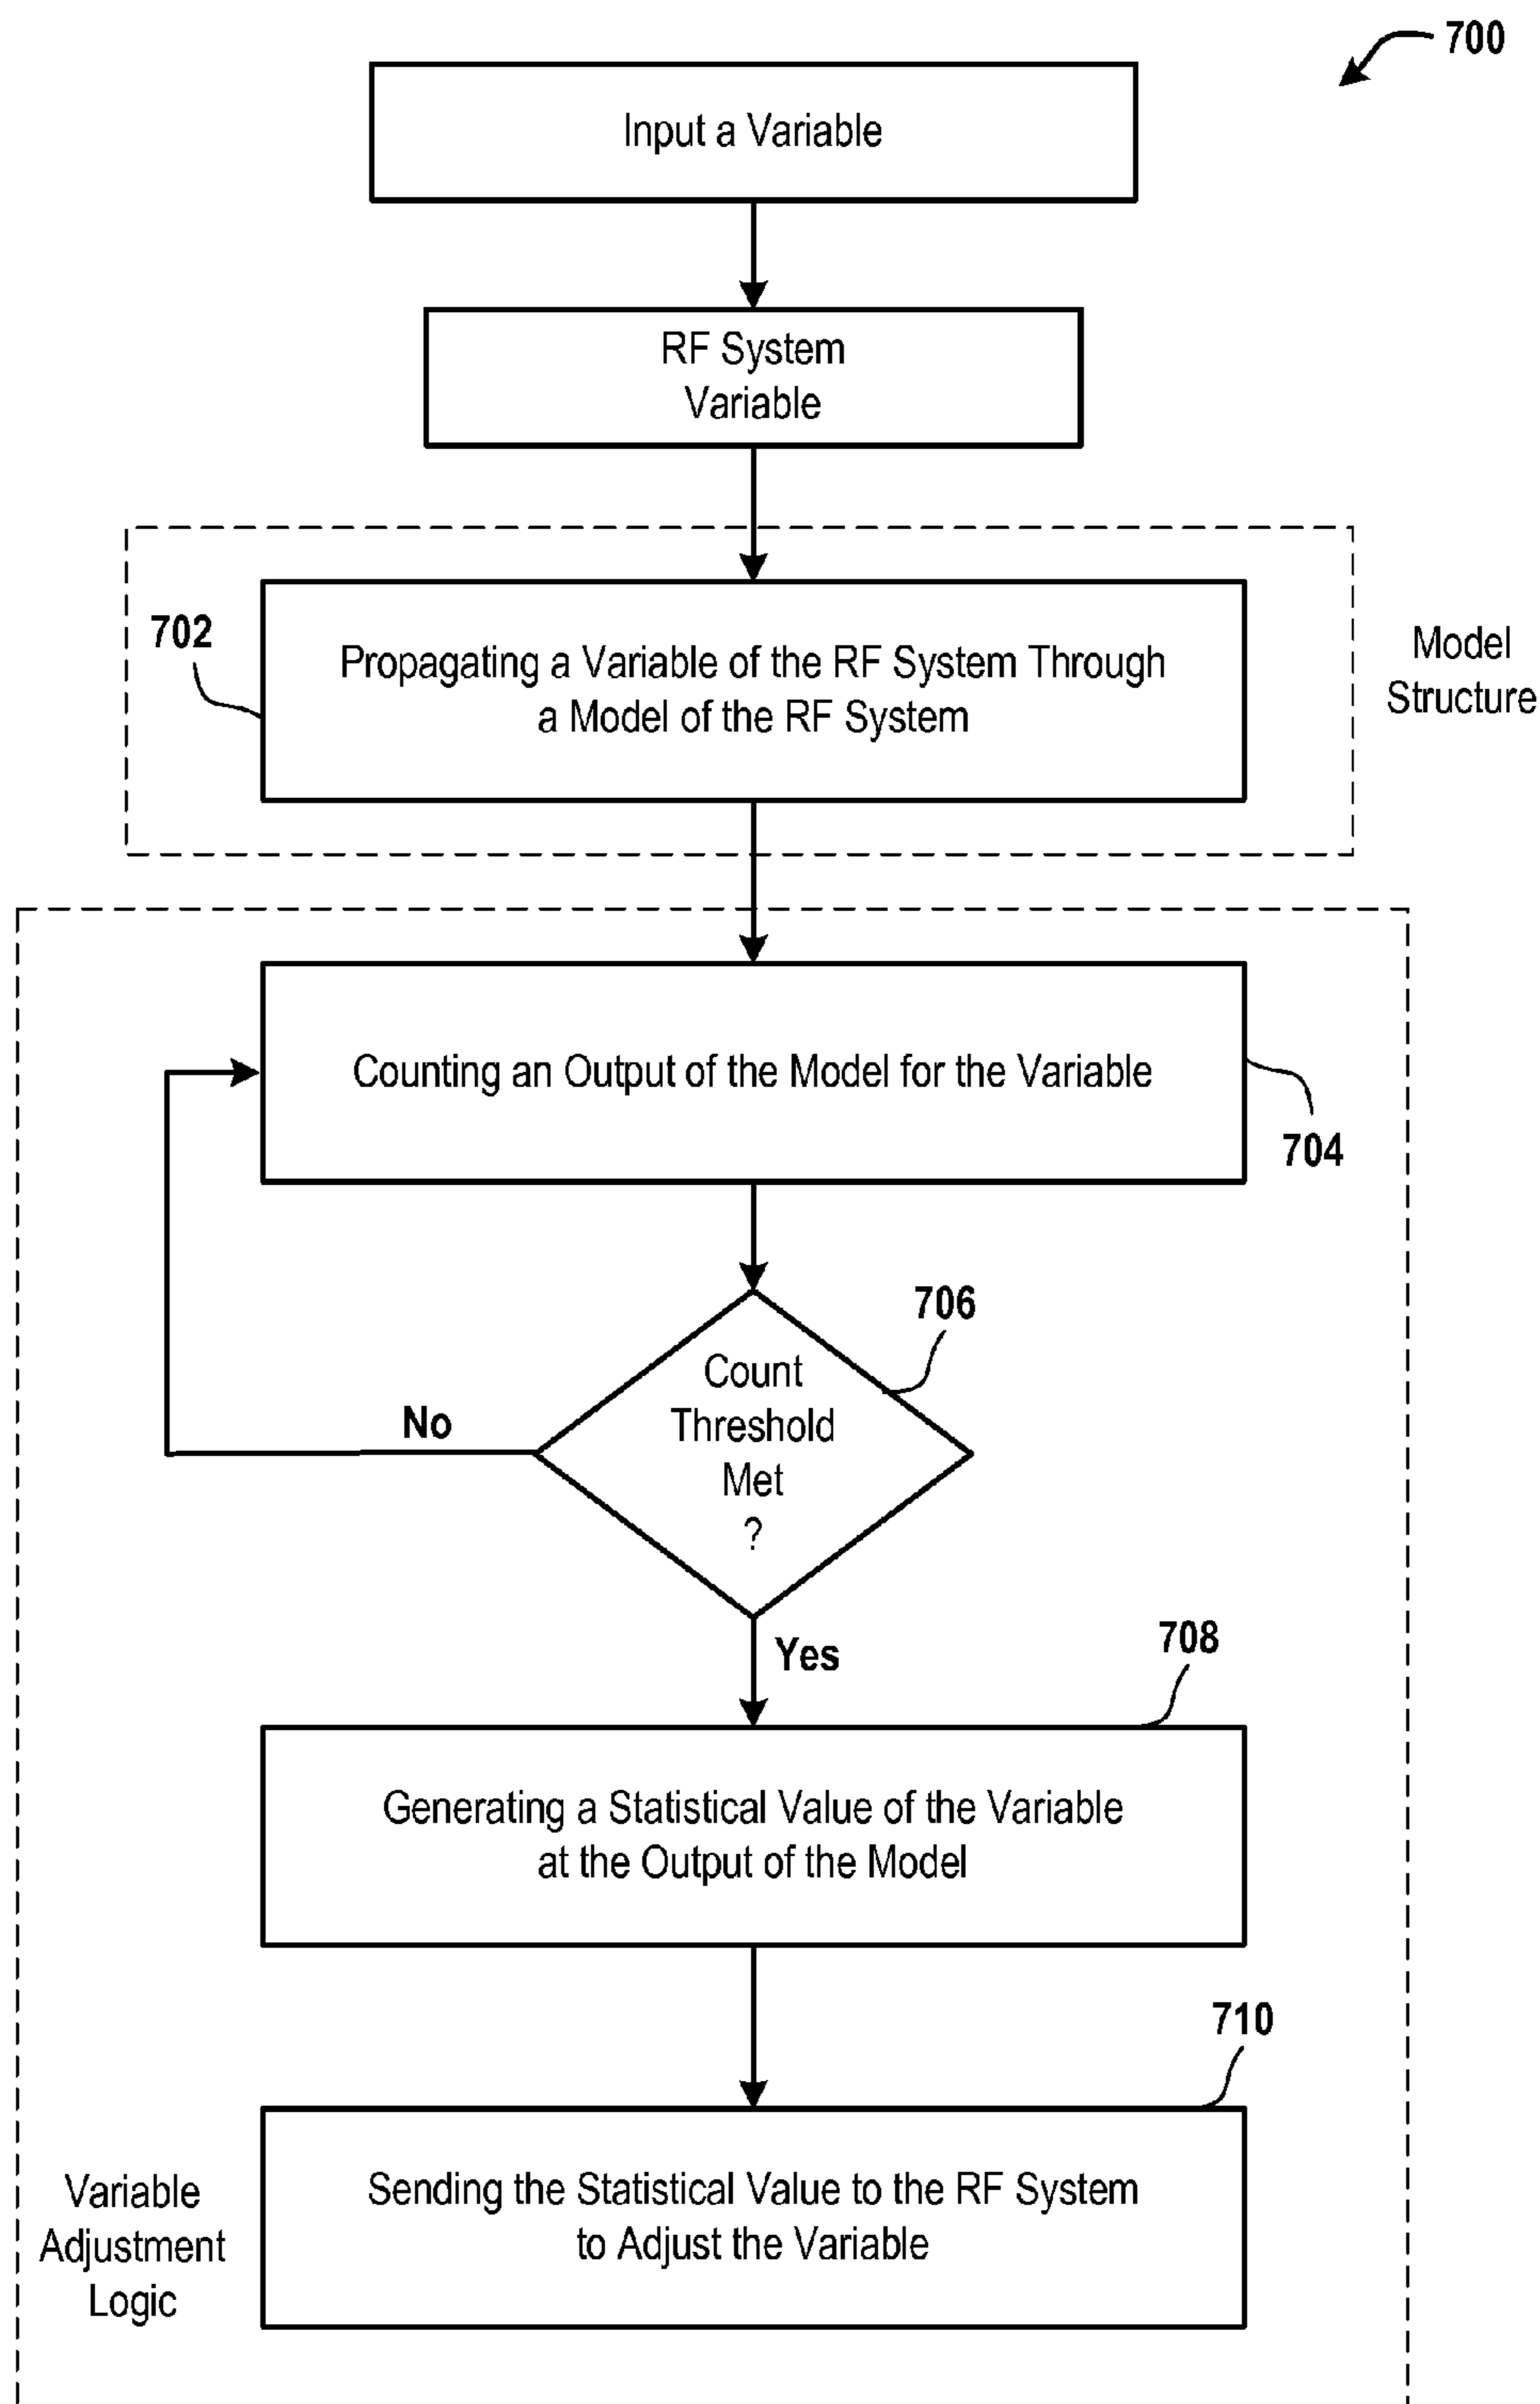 700
Input a Variable
RF System
Variable
702
Propagating a Variable of the RF System Through
a Model of the RF System
Model
Structure
Counting an Output of the Model for the Variable
704
706
Count
Threshold
Met
?
No
Yes
708
Generating a Statistical Value of the Variable
at the Output of the Model
710
Sending the Statistical Value to the RF System
to Adjust the Variable
Variable
Adjustment
Logic